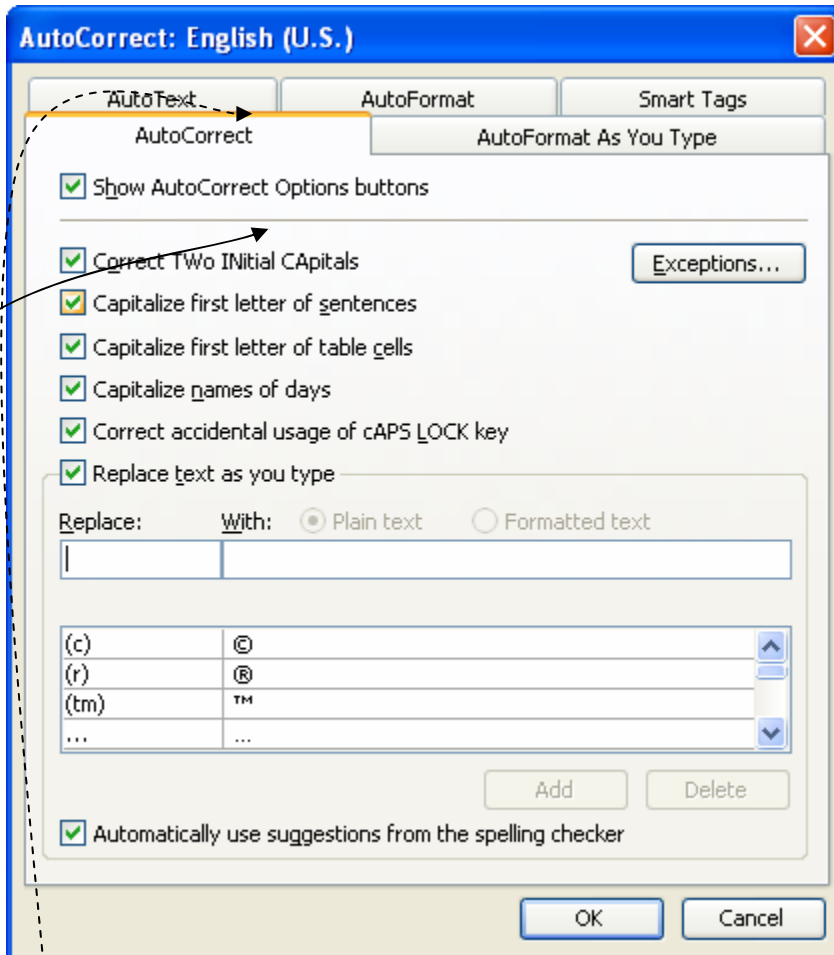 AutoCorrect: English (U.S.)
AutoText AutoFormat Smart Tags
AutoCorrect AutoFormat As You Type
Show AutoCorrect Options buttons
Correct TWo INitial CApitals Exceptions...
Capitalize first letter of sentences
Capitalize first letter of table cells
Capitalize names of days
Correct accidental usage of cAPS LOCK key
Replace text as you type
Replace: With: Plain text Formatted text
(c) ©
(r) ®
(tm) ™
... ...
Add Delete
Automatically use suggestions from the spelling checker
OK Cancel